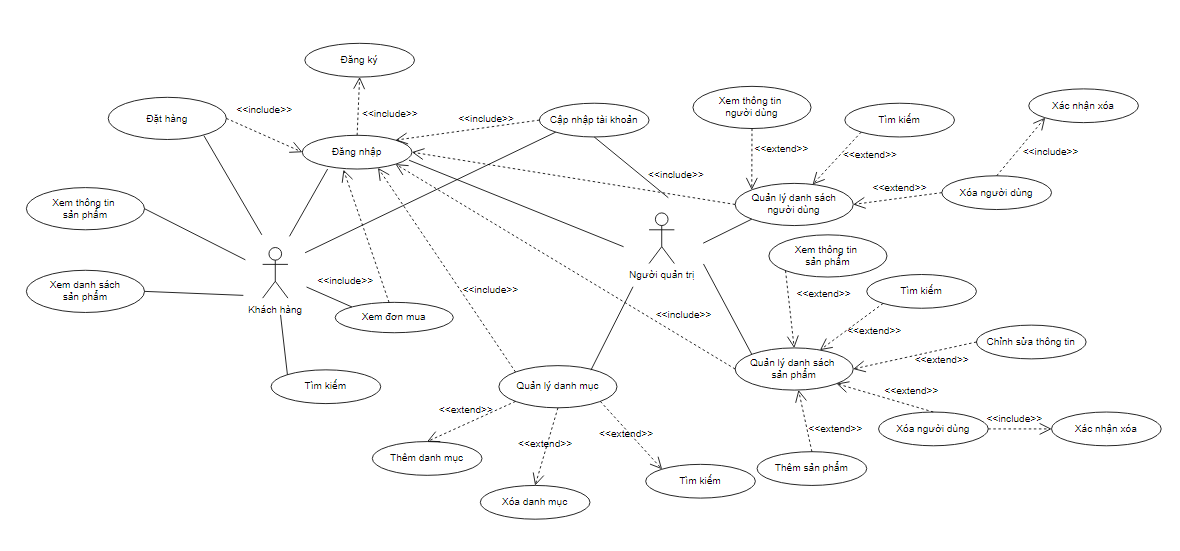 Đăng ký
Đặt hàng
<<include>>
<<include>>
<<include>>
Cập nhập tài khoản
Xem thông tin
người dùng
Tìm kiếm
Xác nhận xóa
Đăng nhập
<<extend>>
<<extend>>
<<include>>
<<include>>
<<extend>>
Xóa người dùng
Quản lý danh sách
người dùng
Xem thông tin
sản phẩm
Xem thông tin
sản phẩm
Người quản trị
Xem danh sách
sản phẩm
<<include>>
<<include>>
<<extend>>
Tìm kiếm
Khách hàng
Xem đơn mua
<<include>>
<<extend>>
Chỉnh sửa thông tin
<<extend>>
Quản lý danh sách
sản phẩm
Tìm kiếm
Quản lý danh mục
<<extend>>
<<extend>>
<<include>>
<<extend>>
<<extend>>
<<extend>>
Xóa người dùng
Xác nhận xóa
Thêm danh mục
Thêm sản phẩm
Tìm kiếm
Xóa danh mục